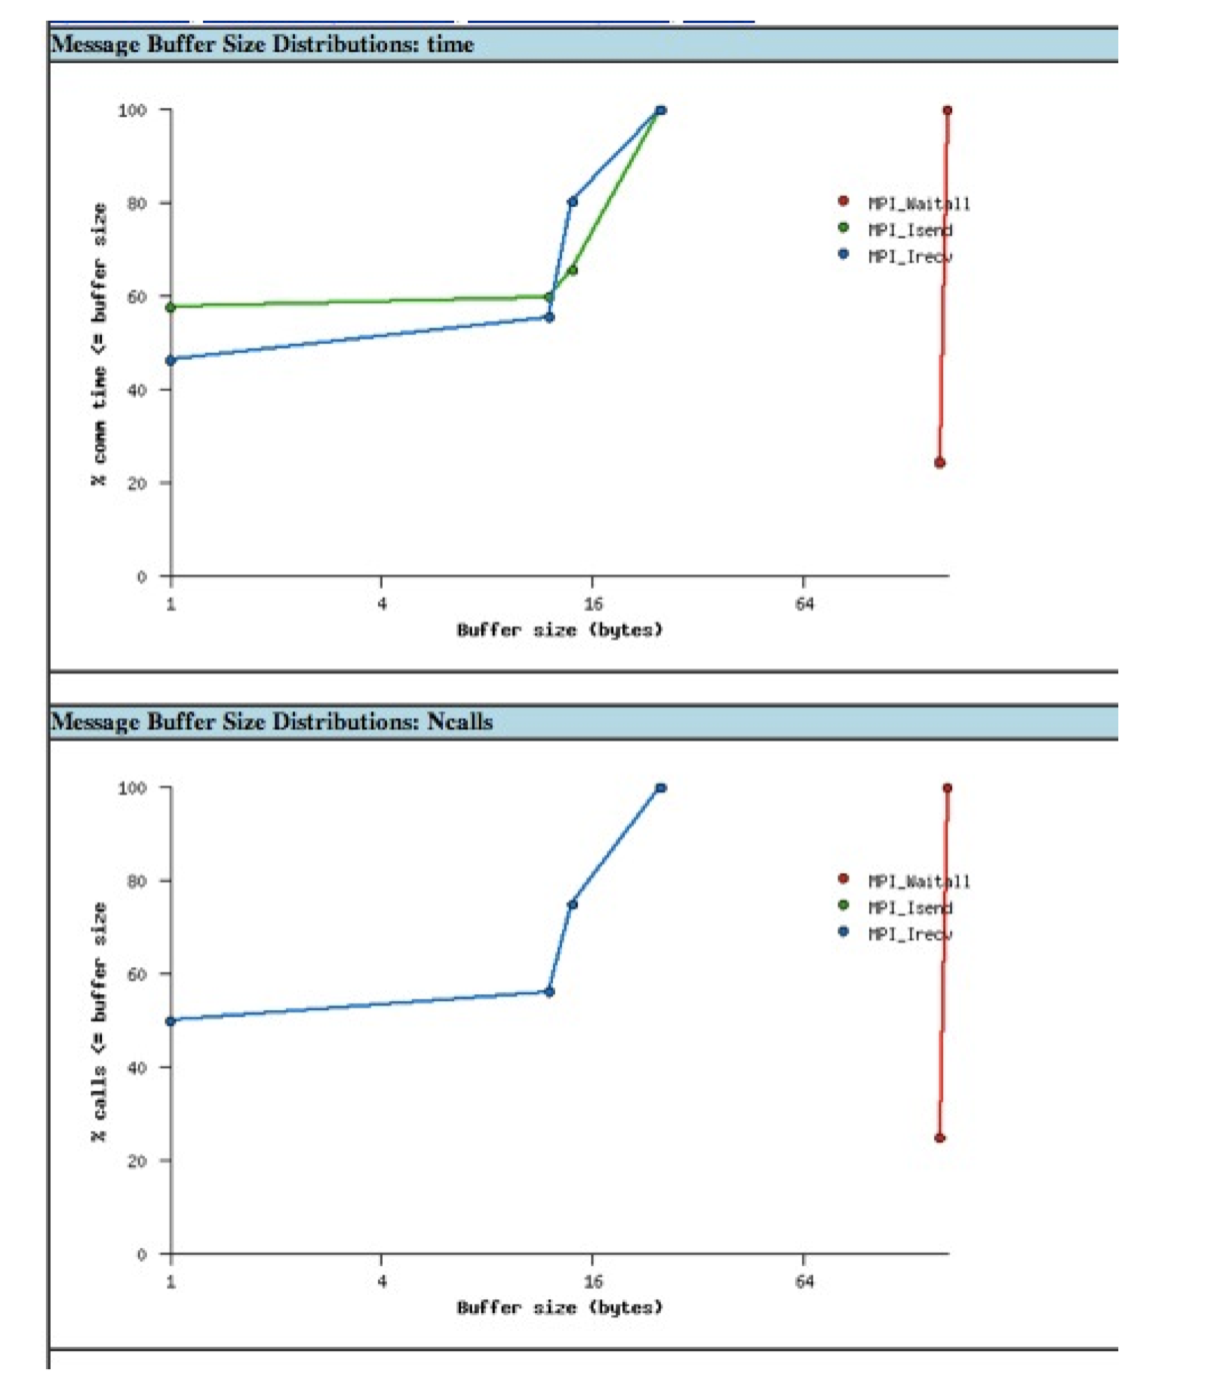 Message Buffer Size Distributions: time
100
80
60
40
20
0
% comm time <= buffer size
1 4 16 64
Buffer size (bytes)
MPI_Waitall
MPI_Isend
MPI_Irecv
Message Buffer Size Distributions: Ncalls
100
80
60
40
20
0
% calls <= buffer size
1 4 16 64
Buffer size (bytes)
MPI_Waitall
MPI_Isend
MPI_Irecv